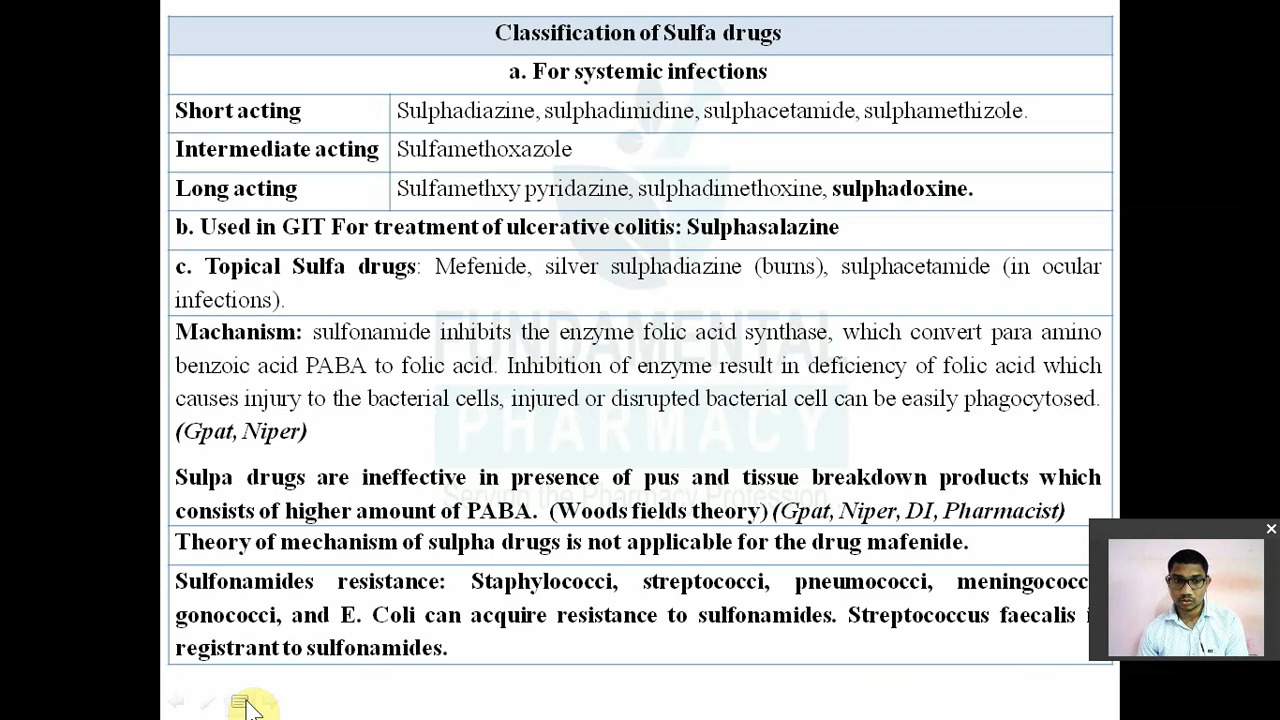 Classification of Sulfa drugs
a. For systemic infections
Short acting Sulphadiazine, sulphadimidine, sulphacetamide, sulphamethizole.
Intermediate acting Sulfamethoxazole
Long acting Sulfamethxy pyridazine, sulphadimethoxine, sulphadoxine.
b. Used in GIT For treatment of ulcerative colitis: Sulphasalazine
c. Topical Sulfa drugs: Mefenide, silver sulphadiazine (burns), sulphacetamide (in ocular
infections).
Machanism: sulfonamide inhibits the enzyme folic acid synthase, which convert para amino
benzoic acid PABA to folic acid. Inhibition of enzyme result in deficiency of folic acid which
causes injury to the bacterial cells, injured or disrupted bacterial cell can be easily phagocytosed.
(Gpat, Niper)
Sulpa drugs are ineffective in presence of pus and tissue breakdown products which
consists of higher amount of PABA. (Woods fields theory) (Gpat, Niper, DI, Pharmacist)
Theory of mechanism of sulpha drugs is not applicable for the drug mafenide.
Sulfonamides resistance: Staphylococci, streptococci, pneumococci, meningococc
gonococci, and E. Coli can acquire resistance to sulfonamides. Streptococcus faecalis i
registrant to sulfonamides.
FUNDAMENTAL
PHARMACY
Serving the Pharmacy Profession